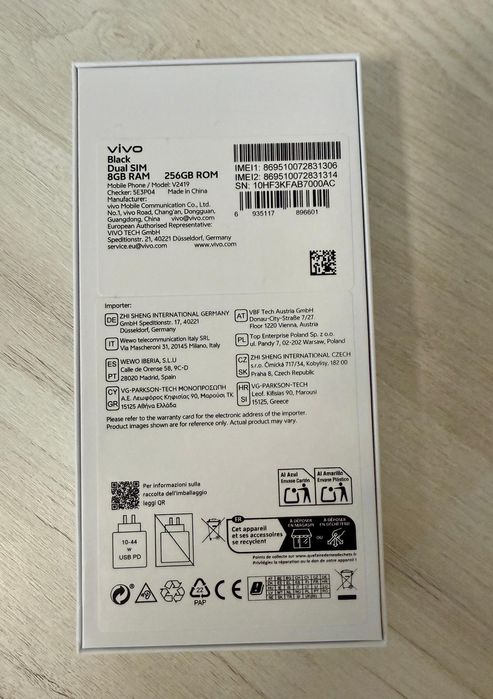 vivo
Black
Dual SIM
8GB RAM 256GB ROM
Mobile Phone / Model: V2419
Checker: 5E3P04 Made in China
Manufacturer:
vivo Mobile Communication Co., Ltd.
No.1, vivo Road, Chang'an, Dongguan,
Guangdong, China vivo@vivo.com
European Authorised Representative:
VIVO TECH GmbH
Speditionstr. 21, 40221 Düsseldorf, Germany
service.eu@vivo.com www.vivo.com
IMEI1: 869510072831306
IMEI2: 869510072831314
SN: 10HF3KFAB7000AC
6 935117 896601
Importer:
DE ZHI SHENG INTERNATIONAL GERMANY
GmbH Speditionstr. 17, 40221
Düsseldorf, Germany
AT VBF Tech Austria GmbH
Donau-City-Straße 7/27
Floor 1220 Vienna, Austria
IT Wewo telecommunication Italy SRL
Via Mascheroni 31, 20145 Milano, Italy
PL Top Enterprise Poland Sp. z o.o.
ul. Pandy 7, 02-202 Warsaw, Poland
ES PT WEWO IBERIA, S.L.U
Calle de Orense 58, 9C-D
28020 Madrid, Spain
CZ SK ZHI SHENG INTERNATIONAL CZECH
s.r.o. Čimická 717/34, Kobylisy, 182 00
Praha 8, Czech Republic
CY GR VG-PARKSON-TECH ΜΟΝΟΠΡΟΣΩΠΗ
Α.Ε. Λεωφόρος Κηφισίας 90, Μαρούσι ΤΚ
15125 Αθήνα Ελλάδα
HR SI VG-PARKSON-TECH
Leof. Kifisias 90, Marousi
15125, Greece
Please refer to the warranty card for the electronic address of the importer.
Product images shown are for reference only. Actual product may vary.
Per informazioni sulla
raccolta dell'imballaggio
leggi QR
Al Azul
Envase Cartón
Al Amarillo
Envase Plástico
10-44
W
USB PD
FR
Cet appareil
et ses accessoires
se recyclent
À DÉPOSER
EN MAGASIN
OU
À DÉPOSER
EN DÉCHÈTERIE
Points de collecte sur www.quefairedemesdechets.fr
Privilégiez la réparation ou le don de votre appareil !
22
PAP
CE